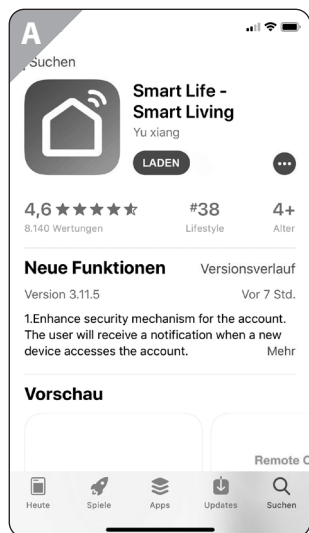 A
Suchen
Smart Life -
Smart Living
Yu xiang
LADEN
4,6 #38 4+
8.140 Wertungen Lifestyle Alter
Neue Funktionen Versionsverlauf
Version 3.11.5 Vor 7 Std.
1.Enhance security mechanism for the account.
The user will receive a notification when a new
device accesses the account. Mehr
Vorschau
Remote C
Heute Spiele Apps Updates Suchen